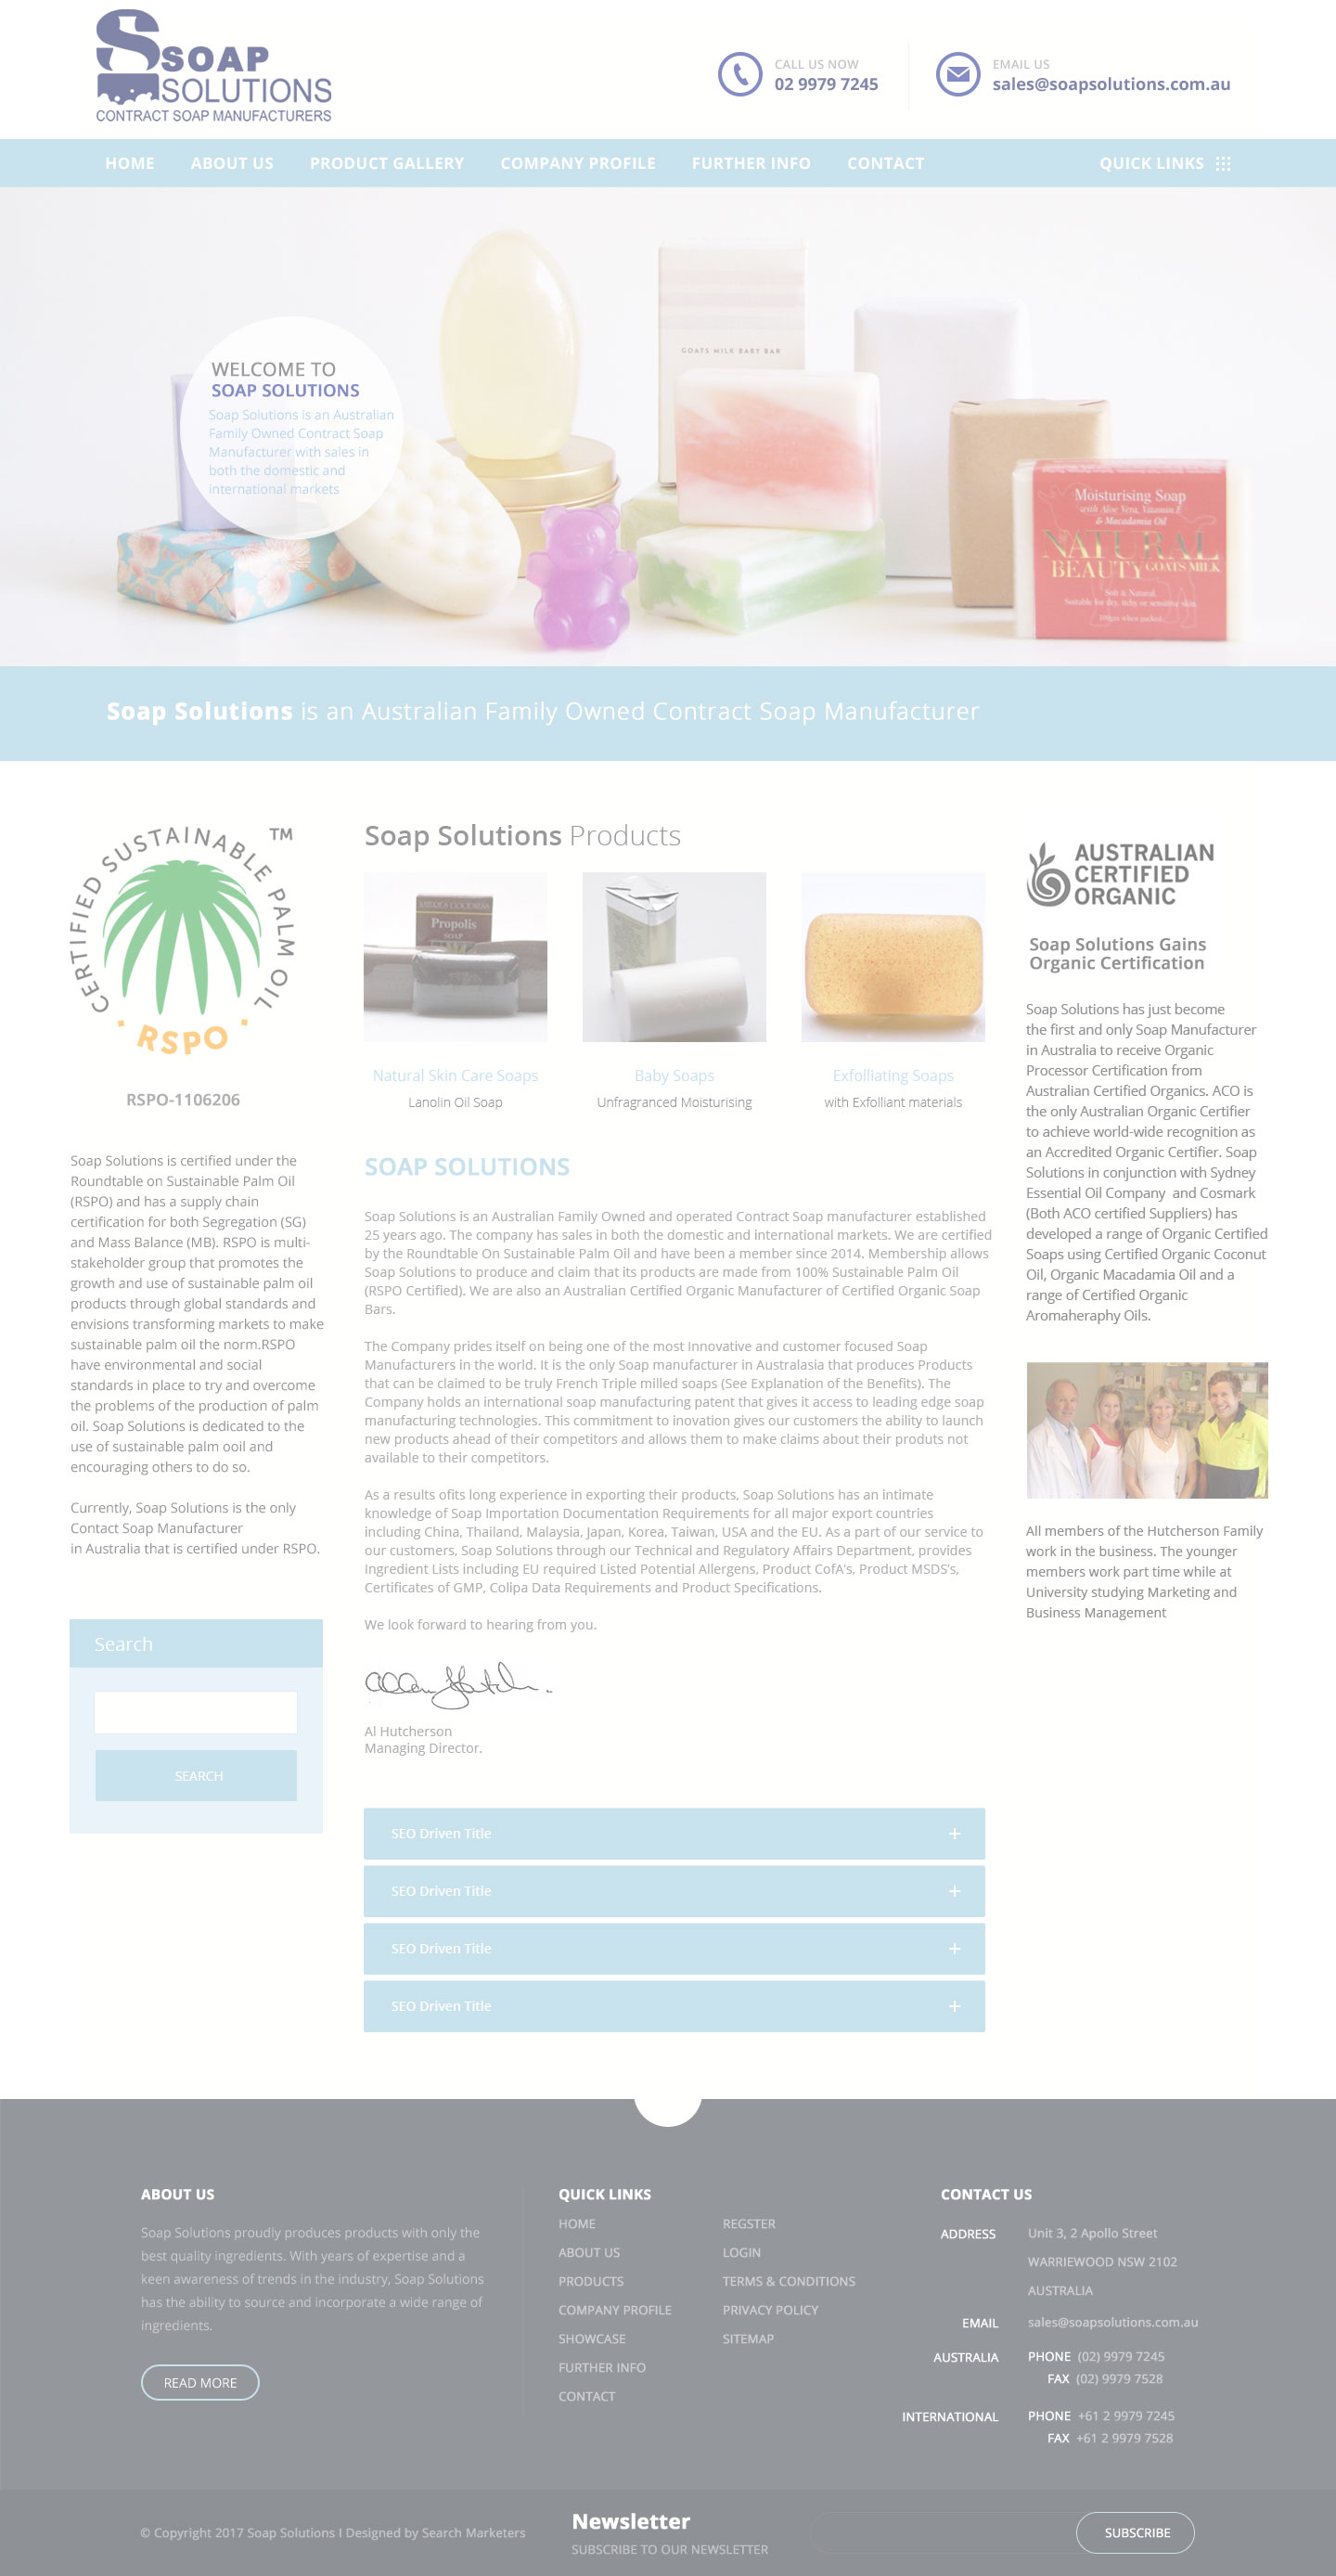 SOAP
SOLUTIONS
CONTRACT SOAP MANUFACTURERS
CALL US NOW
02 9979 7245
EMAIL US
sales@soapsolutions.com.au
HOME ABOUT US PRODUCT GALLERY COMPANY PROFILE FURTHER INFO CONTACT QUICK LINKS
WELCOME TO
SOAP SOLUTIONS
Soap Solutions is an Australian
Family Owned Contract Soap
Manufacturer with sales in
both the domestic and
international markets
GOATS MILK BABY BAR
Moisturising Soap
with Aloe Vera, Vitamin E
& Macadamia Oil
NATURAL
BEAUTY GOATS MILK
Soft & Natural
Suitable for dry, itchy or sensitive skin
100gm when packed
Soap Solutions is an Australian Family Owned Contract Soap Manufacturer
CERTIFIED SUSTAINABLE PALM OIL TM
RSPO
RSPO-1106206
Soap Solutions is certified under the
Roundtable on Sustainable Palm Oil
(RSPO) and has a supply chain
certification for both Segregation (SG)
and Mass Balance (MB). RSPO is multi-
stakeholder group that promotes the
growth and use of sustainable palm oil
products through global standards and
envisions transforming markets to make
sustainable palm oil the norm.RSPO
have environmental and social
standards in place to try and overcome
the problems of the production of palm
oil. Soap Solutions is dedicated to the
use of sustainable palm ooil and
encouraging others to do so.
Currently, Soap Solutions is the only
Contact Soap Manufacturer
in Australia that is certified under RSPO.
Search
SEARCH
Soap Solutions Products
Propolis
SOAP
Natural Skin Care Soaps
Lanolin Oil Soap
Baby Soaps
Unfragranced Moisturising
Exfolliating Soaps
with Exfolliant materials
SOAP SOLUTIONS
Soap Solutions is an Australian Family Owned and operated Contract Soap manufacturer established
25 years ago. The company has sales in both the domestic and international markets. We are certified
by the Roundtable On Sustainable Palm Oil and have been a member since 2014. Membership allows
Soap Solutions to produce and claim that its products are made from 100% Sustainable Palm Oil
(RSPO Certified). We are also an Australian Certified Organic Manufacturer of Certified Organic Soap
Bars.
The Company prides itself on being one of the most Innovative and customer focused Soap
Manufacturers in the world. It is the only Soap manufacturer in Australasia that produces Products
that can be claimed to be truly French Triple milled soaps (See Explanation of the Benefits). The
Company holds an international soap manufacturing patent that gives it access to leading edge soap
manufacturing technologies. This commitment to inovation gives our customers the ability to launch
new products ahead of their competitors and allows them to make claims about their produts not
available to their competitors.
As a results ofits long experience in exporting their products, Soap Solutions has an intimate
knowledge of Soap Importation Documentation Requirements for all major export countries
including China, Thailand, Malaysia, Japan, Korea, Taiwan, USA and the EU. As a part of our service to
our customers, Soap Solutions through our Technical and Regulatory Affairs Department, provides
Ingredient Lists including EU required Listed Potential Allergens, Product CofA's, Product MSDS's,
Certificates of GMP, Colipa Data Requirements and Product Specifications.
We look forward to hearing from you.
Al Hutcherson
Managing Director.
SEO Driven Title +
SEO Driven Title +
SEO Driven Title +
SEO Driven Title +
AUSTRALIAN
CERTIFIED
ORGANIC
Soap Solutions Gains
Organic Certification
Soap Solutions has just become
the first and only Soap Manufacturer
in Australia to receive Organic
Processor Certification from
Australian Certified Organics. ACO is
the only Australian Organic Certifier
to achieve world-wide recognition as
an Accredited Organic Certifier. Soap
Solutions in conjunction with Sydney
Essential Oil Company and Cosmark
(Both ACO certified Suppliers) has
developed a range of Organic Certified
Soaps using Certified Organic Coconut
Oil, Organic Macadamia Oil and a
range of Certified Organic
Aromaheraphy Oils.
All members of the Hutcherson Family
work in the business. The younger
members work part time while at
University studying Marketing and
Business Management
ABOUT US
Soap Solutions proudly produces products with only the
best quality ingredients. With years of expertise and a
keen awareness of trends in the industry, Soap Solutions
has the ability to source and incorporate a wide range of
ingredients.
READ MORE
QUICK LINKS
HOME
ABOUT US
PRODUCTS
COMPANY PROFILE
SHOWCASE
FURTHER INFO
CONTACT
REGSTER
LOGIN
TERMS & CONDITIONS
PRIVACY POLICY
SITEMAP
CONTACT US
ADDRESS Unit 3, 2 Apollo Street
WARRIEWOOD NSW 2102
AUSTRALIA
EMAIL sales@soapsolutions.com.au
AUSTRALIA PHONE (02) 9979 7245
FAX (02) 9979 7528
INTERNATIONAL PHONE +61 2 9979 7245
FAX +61 2 9979 7528
© Copyright 2017 Soap Solutions I Designed by Search Marketers
Newsletter
SUBSCRIBE TO OUR NEWSLETTER
SUBSCRIBE